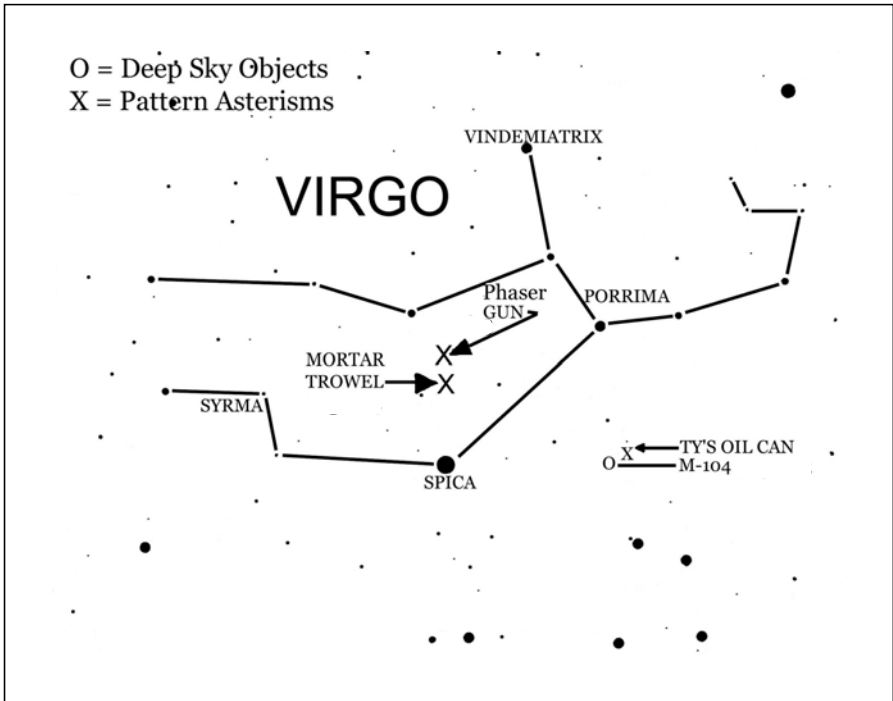 O = Deep Sky Objects
X = Pattern Asterisms
VINDEMIATRIX
VIRGO
Phaser
GUN
PORRIMA
X
MORTAR
TROWEL
X
SYRMA
TY'S OIL CAN
X
O
M-104
SPICA